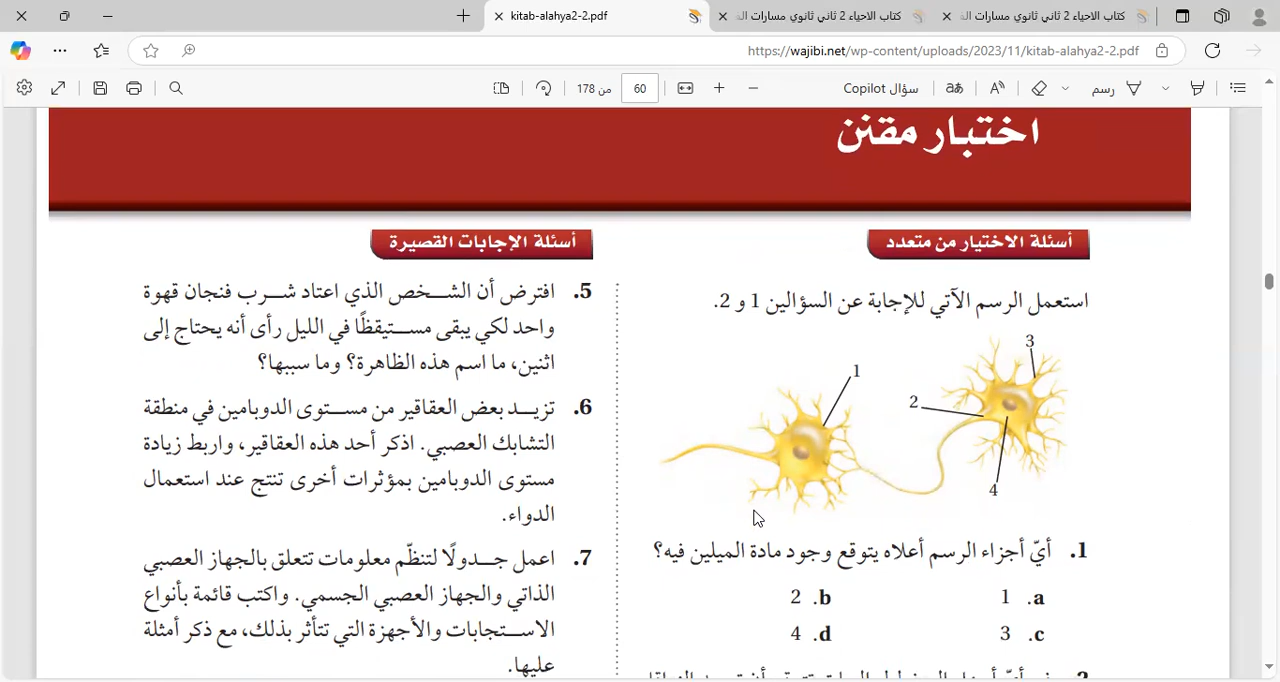 kitab-alahya2-2.pdf
كتاب الاحياء 2 ثاني ثانوي مسارات الف
كتاب الاحياء 2 ثاني ثانوي مسارات الف
https://wajibi.net/wp-content/uploads/2023/11/kitab-alahya2-2.pdf
60 من 178
سؤال Copilot
رسم
اختبار مقنن
أسئلة الاختيار من متعدد
استعمل الرسم الآتي للإجابة عن السؤالين 1 و 2.
1
2
3
4
1. أيّ أجزاء الرسم أعلاه يتوقع وجود مادة الميلين فيه؟
a. 1
b. 2
c. 3
d. 4
أسئلة الإجابات القصيرة
5. افترض أن الشخص الذي اعتاد شرب فنجان قهوة
واحد لكي يبقى مستيقظًا في الليل رأى أنه يحتاج إلى
اثنين، ما اسم هذه الظاهرة؟ وما سببها؟
6. تزيد بعض العقاقير من مستوى الدوبامين في منطقة
التشابك العصبي. اذكر أحد هذه العقاقير، واربط زيادة
مستوى الدوبامين بمؤثرات أخرى تنتج عند استعمال
الدواء.
7. اعمل جدولًا لتنظّم معلومات تتعلق بالجهاز العصبي
الذاتي والجهاز العصبي الجسمي. واكتب قائمة بأنواع
الاستجابات والأجهزة التي تتأثر بذلك، مع ذكر أمثلة
عليها.